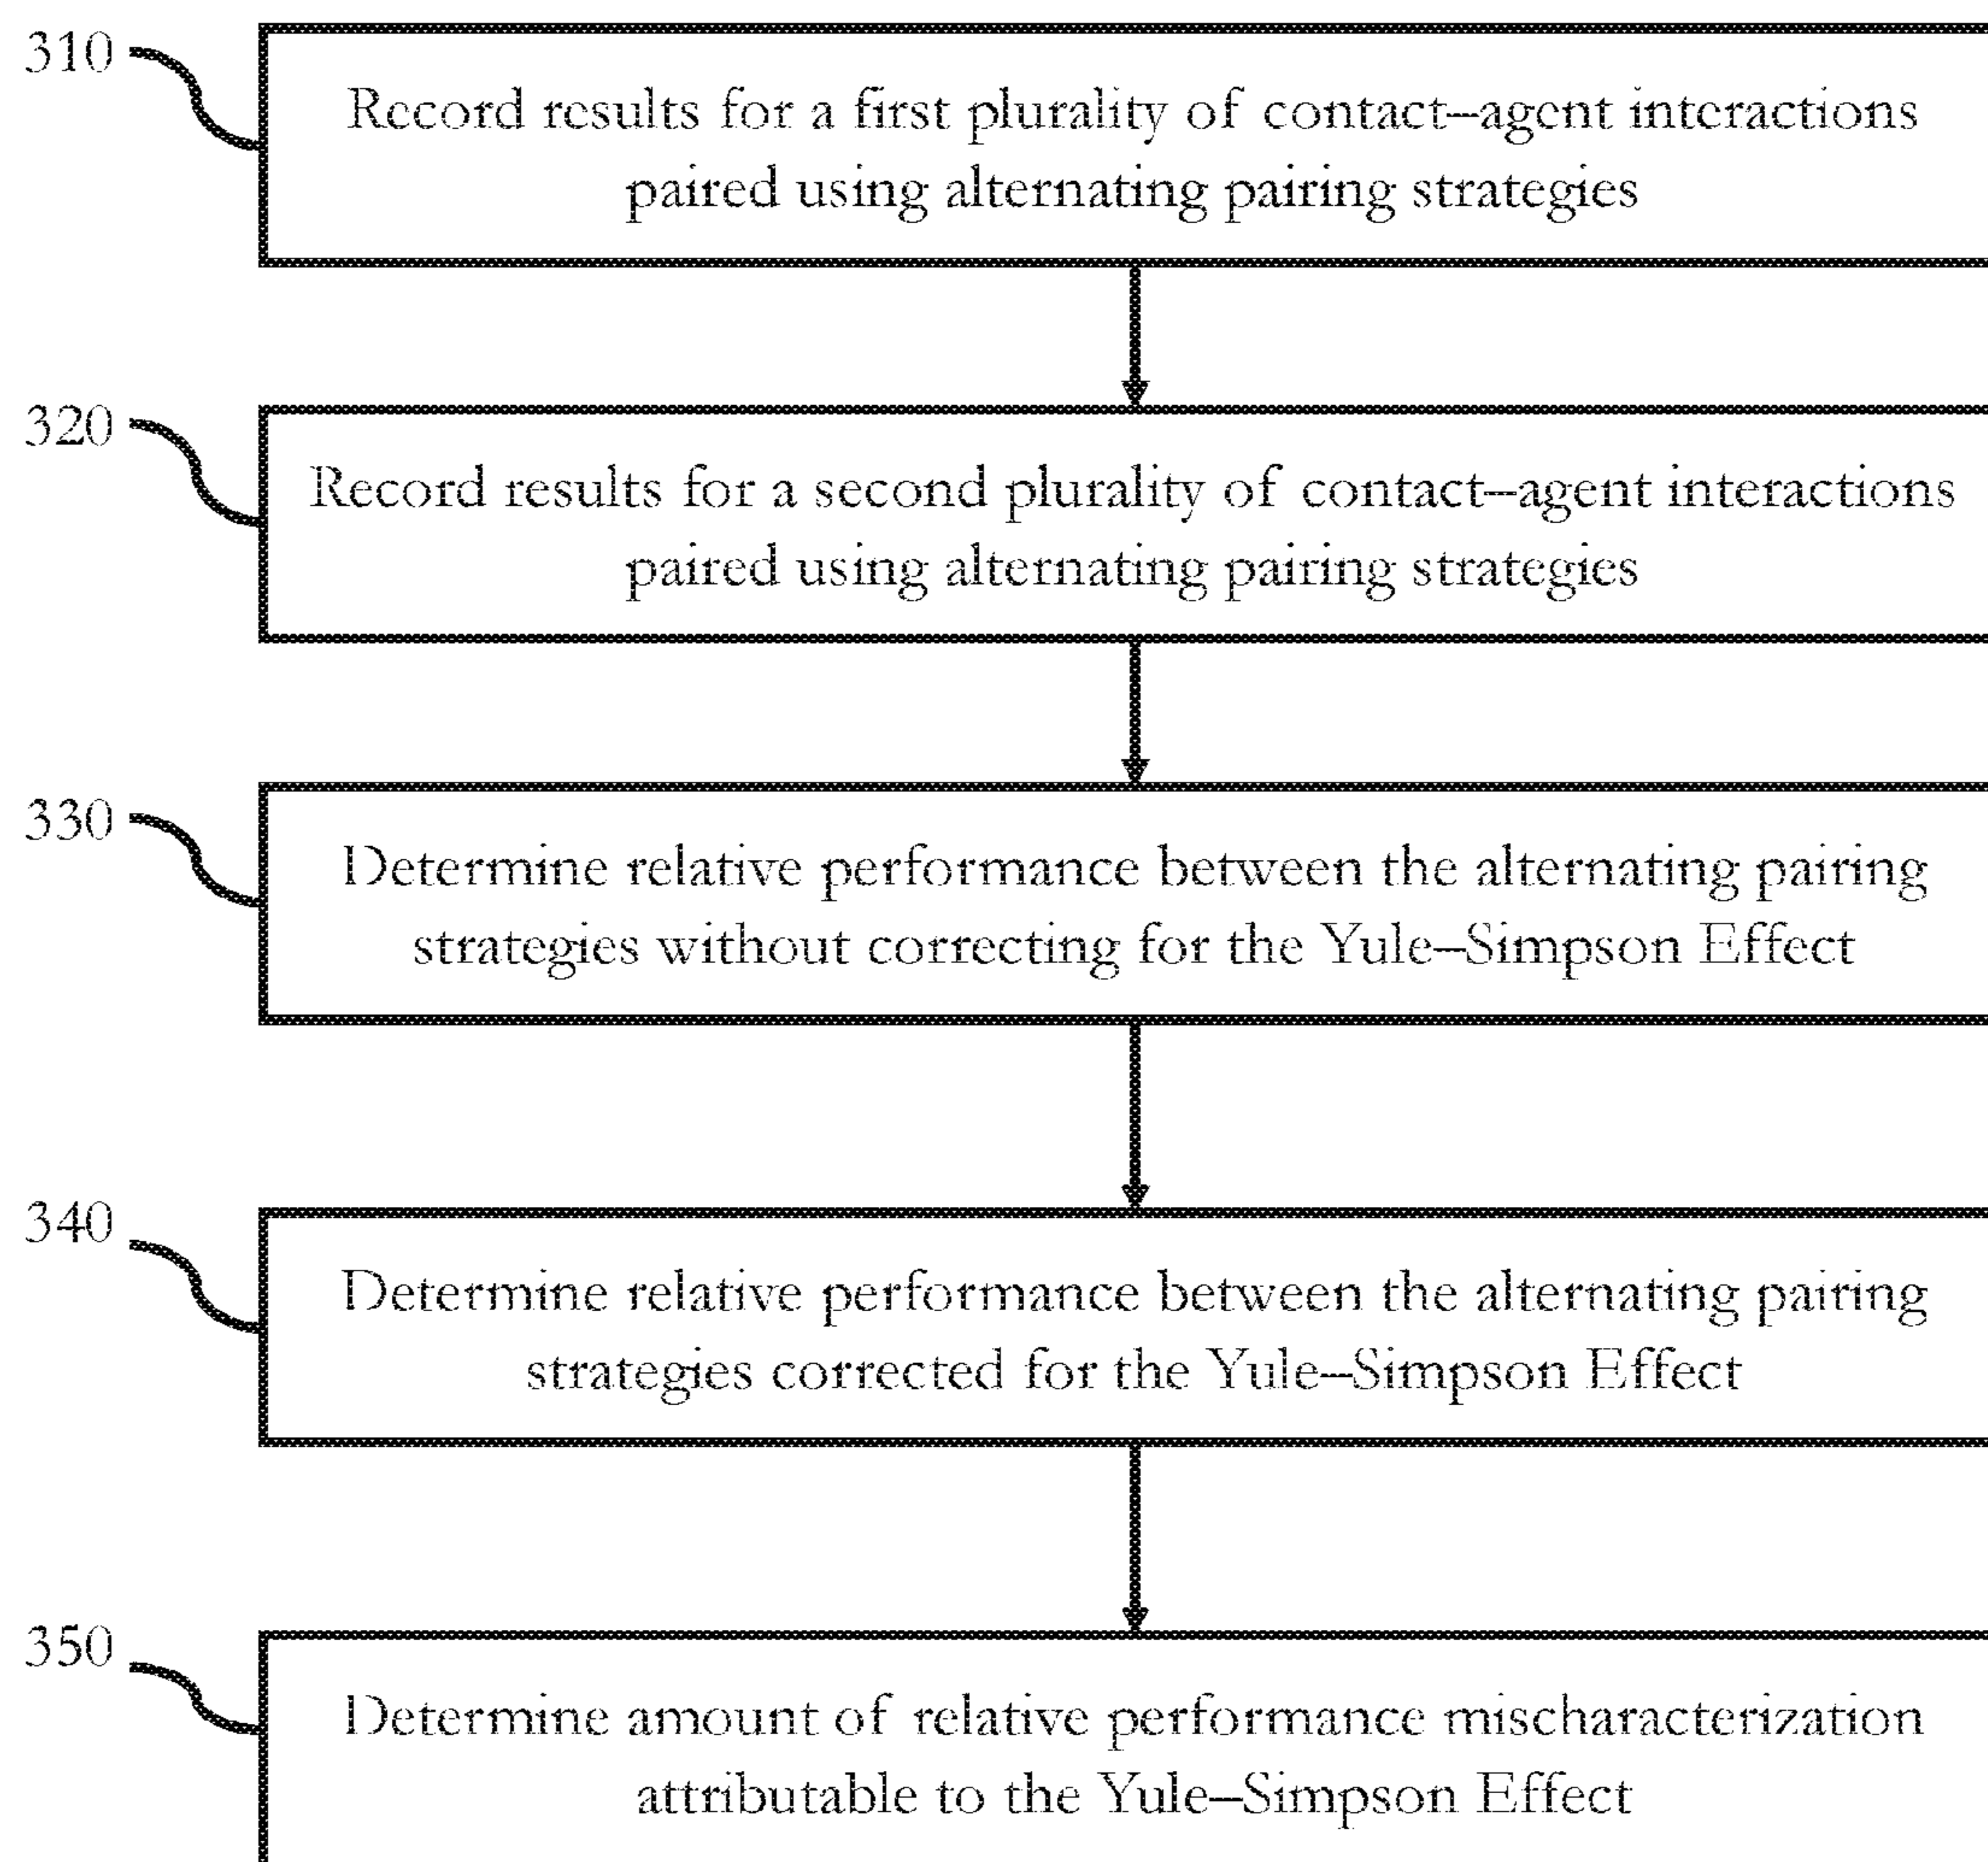 310
Record results for a first plurality of contact–agent interactions
paired using alternating pairing strategies
320
Record results for a second plurality of contact–agent interactions
paired using alternating pairing strategies
330
Determine relative performance between the alternating pairing
strategies without correcting for the Yule–Simpson Effect
340
Determine relative performance between the alternating pairing
strategies corrected for the Yule–Simpson Effect
350
Determine amount of relative performance mischaracterization
attributable to the Yule–Simpson Effect